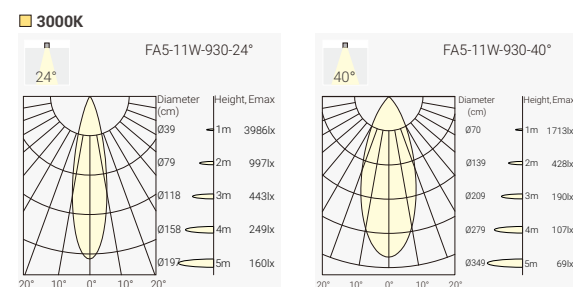 3000K
FA5-11W-930-24°
24°
Diameter
(cm)
Height, Emax
Ø39 1m 3986lx
Ø79 2m 997lx
Ø118 3m 443lx
Ø158 4m 249lx
Ø197 5m 160lx
20° 10° 0° 10° 20°
FA5-11W-930-40°
40°
Diameter
(cm)
Height, Emax
Ø70 1m 1713lx
Ø139 2m 428lx
Ø209 3m 190lx
Ø279 4m 107lx
Ø349 5m 69lx
20° 10° 0° 10° 20°